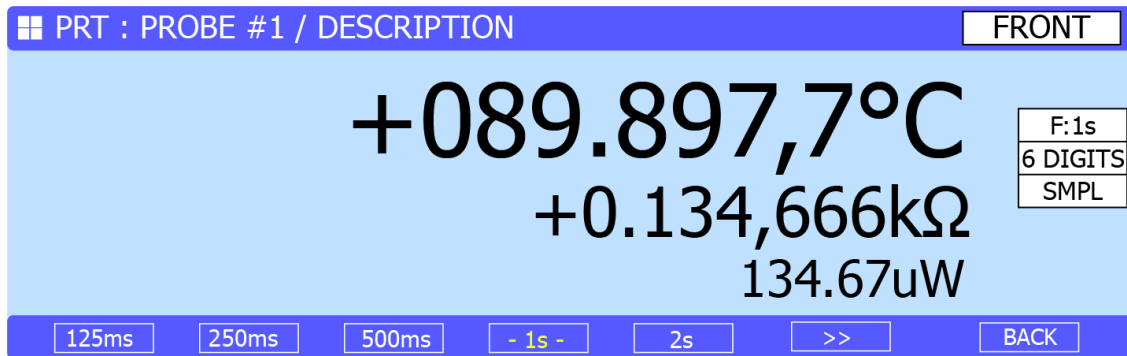 PRT : PROBE #1 / DESCRIPTION FRONT
+089.897,7°C
F:1s
6 DIGITS
SMPL
+0.134,666kΩ
134.67uW
125ms 250ms 500ms - 1s - 2s >> BACK